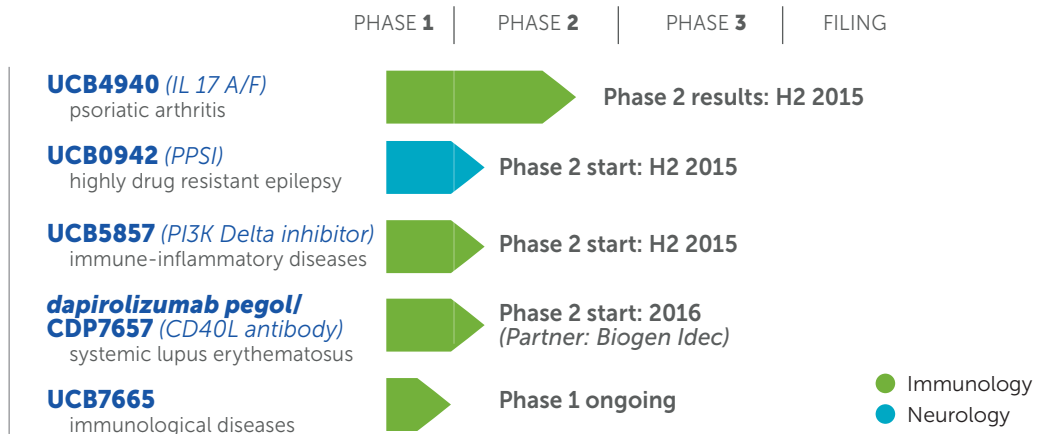 PHASE 1 PHASE 2 PHASE 3 FILING
UCB4940 (IL 17 A/F)
psoriatic arthritis
Phase 2 results: H2 2015
UCB0942 (PPSI)
highly drug resistant epilepsy
Phase 2 start: H2 2015
UCB5857 (PI3K Delta inhibitor)
immune-inflammatory diseases
Phase 2 start: H2 2015
dapirolizumab pegol/
CDP7657 (CD40L antibody)
systemic lupus erythematosus
Phase 2 start: 2016
(Partner: Biogen Idec)
UCB7665
immunological diseases
Phase 1 ongoing
Immunology
Neurology